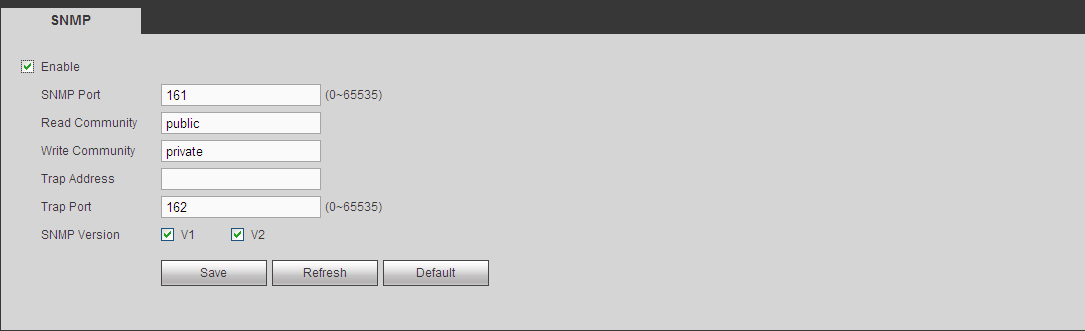 SNMP
Enable
SNMP Port 161 (0~65535)
Read Community public
Write Community private
Trap Address
Trap Port 162 (0~65535)
SNMP Version V1 V2
Save Refresh Default